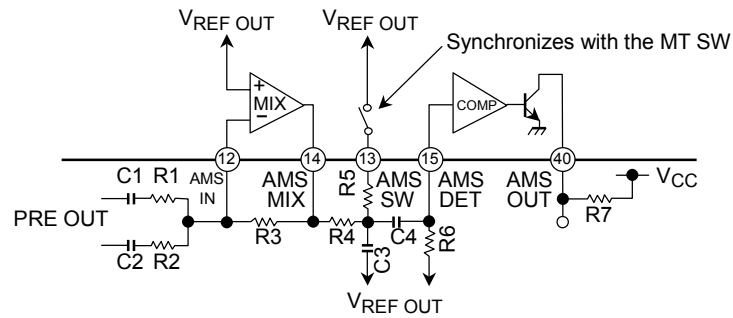 VREF OUT
VREF OUT
Synchronizes with the MT SW
+
MIX
−
COMP
12
14
13
15
40
AMS IN
AMS MIX
R5
AMS SW
AMS DET
AMS OUT
VCC
C1 R1
PRE OUT
C2 R2
R3
R4
C4
R6
R7
C3
VREF OUT